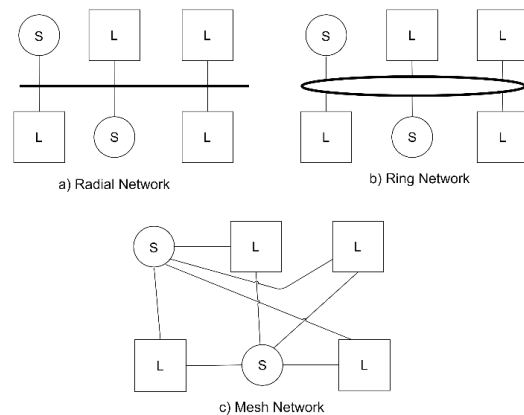 S L L S L L
L S L L S L
a) Radial Network b) Ring Network
S L L
L S L
c) Mesh Network